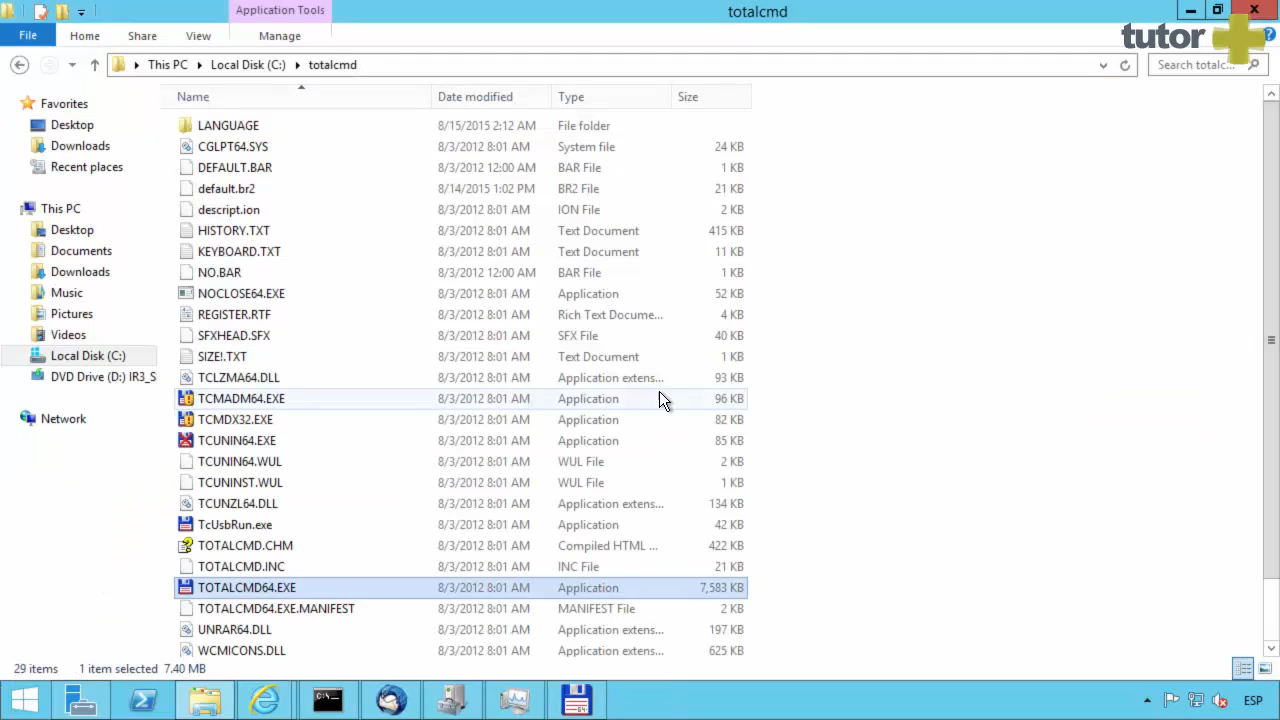 Application Tools
totalcmd
File Home Share View Manage
tutor
This PC Local Disk (C:) totalcmd
Search totalc...
Name Date modified Type Size
Favorites
Desktop
Downloads
Recent places
This PC
Desktop
Documents
Downloads
Music
Pictures
Videos
Local Disk (C:)
DVD Drive (D:) IR3_S
Network
LANGUAGE 8/15/2015 2:12 AM File folder
CGLPT64.SYS 8/3/2012 8:01 AM System file 24 KB
DEFAULT.BAR 8/3/2012 12:00 AM BAR File 1 KB
default.br2 8/14/2015 1:02 PM BR2 File 21 KB
descript.ion 8/3/2012 8:01 AM ION File 2 KB
HISTORY.TXT 8/3/2012 8:01 AM Text Document 415 KB
KEYBOARD.TXT 8/3/2012 8:01 AM Text Document 11 KB
NO.BAR 8/3/2012 12:00 AM BAR File 1 KB
NOCLOSE64.EXE 8/3/2012 8:01 AM Application 52 KB
REGISTER.RTF 8/3/2012 8:01 AM Rich Text Docume... 4 KB
SFXHEAD.SFX 8/3/2012 8:01 AM SFX File 40 KB
SIZE!.TXT 8/3/2012 8:01 AM Text Document 1 KB
TCLZMA64.DLL 8/3/2012 8:01 AM Application extens... 93 KB
TCMADM64.EXE 8/3/2012 8:01 AM Application 96 KB
TCMDX32.EXE 8/3/2012 8:01 AM Application 82 KB
TCUNIN64.EXE 8/3/2012 8:01 AM Application 85 KB
TCUNIN64.WUL 8/3/2012 8:01 AM WUL File 2 KB
TCUNINST.WUL 8/3/2012 8:01 AM WUL File 1 KB
TCUNZL64.DLL 8/3/2012 8:01 AM Application extens... 134 KB
TcUsbRun.exe 8/3/2012 8:01 AM Application 42 KB
TOTALCMD.CHM 8/3/2012 8:01 AM Compiled HTML ... 422 KB
TOTALCMD.INC 8/3/2012 8:01 AM INC File 21 KB
TOTALCMD64.EXE 8/3/2012 8:01 AM Application 7,583 KB
TOTALCMD64.EXE.MANIFEST 8/3/2012 8:01 AM MANIFEST File 2 KB
UNRAR64.DLL 8/3/2012 8:01 AM Application extens... 197 KB
WCMICONS.DLL 8/3/2012 8:01 AM Application extens... 625 KB
29 items 1 item selected 7.40 MB
64
ESP